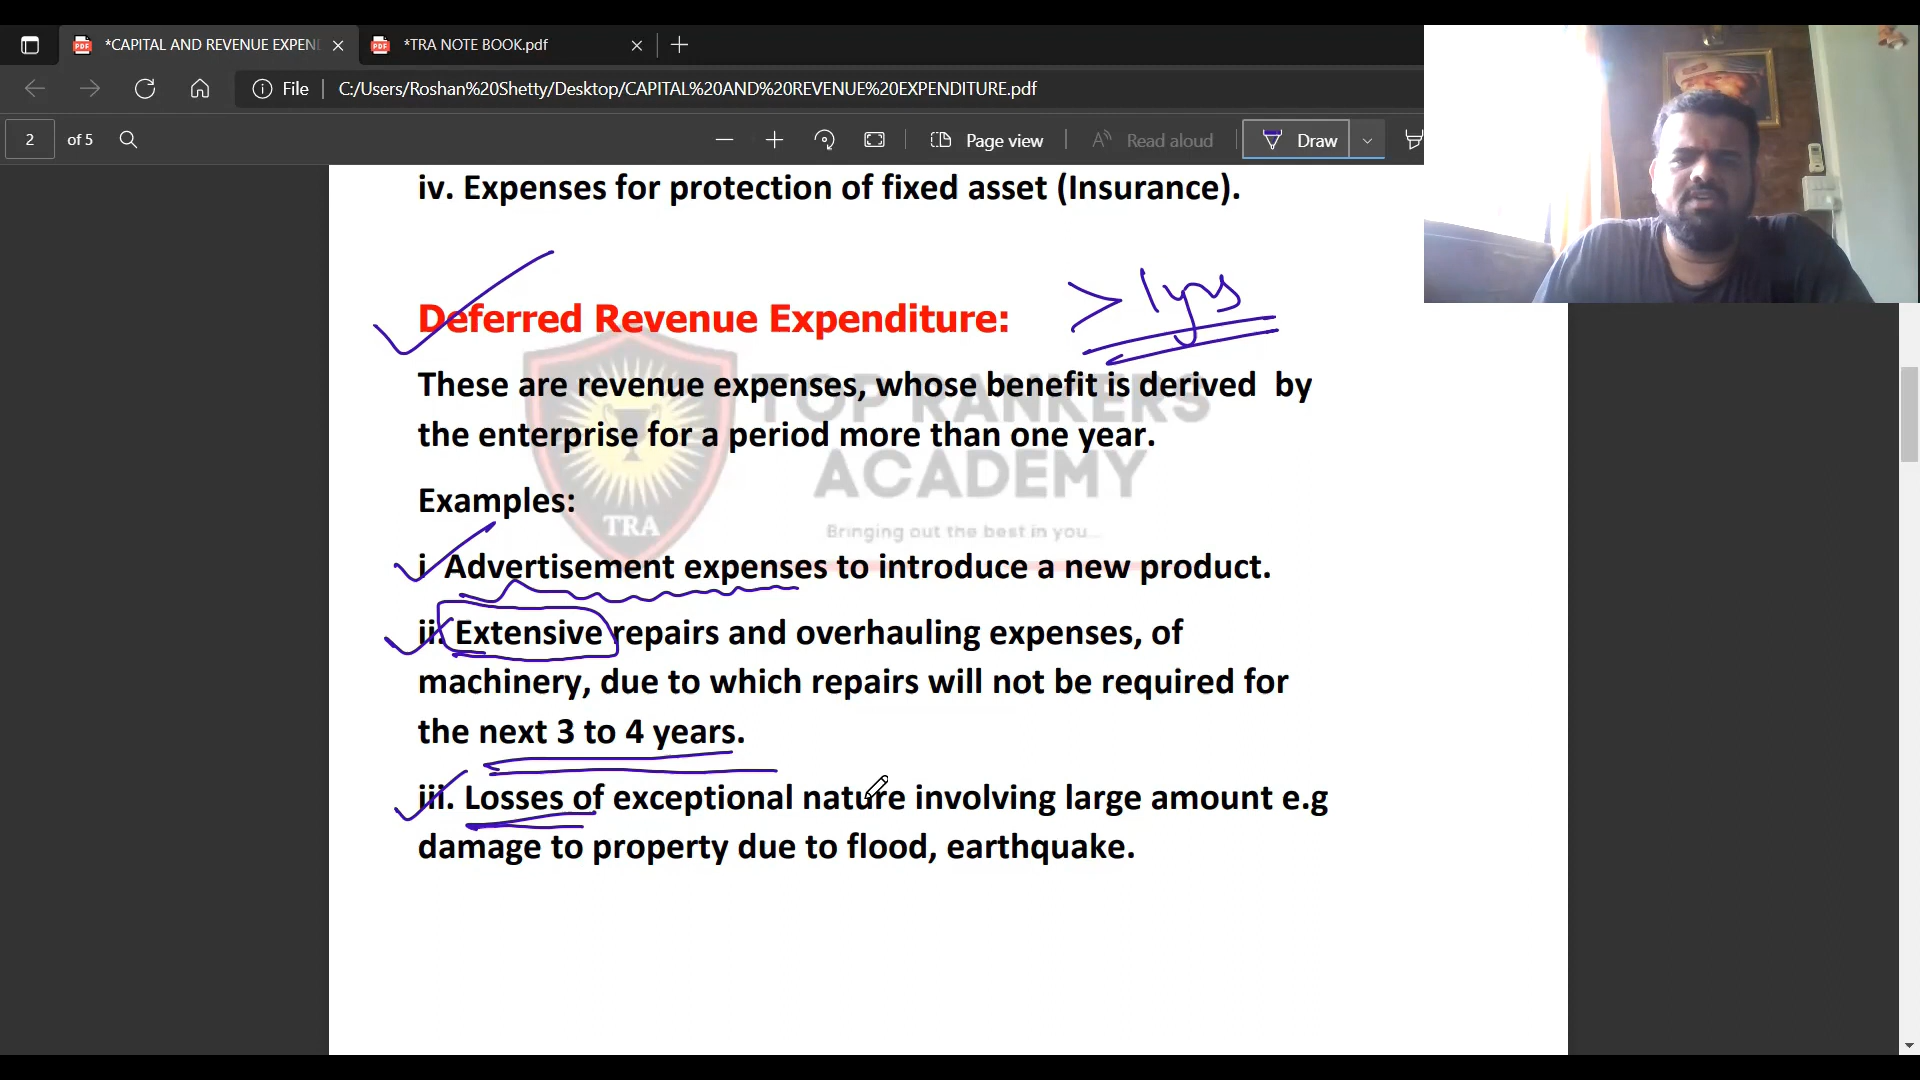 *CAPITAL AND REVENUE EXPEN
*TRA NOTE BOOK.pdf
File
C:/Users/Roshan%20Shetty/Desktop/CAPITAL%20AND%20REVENUE%20EXPENDITURE.pdf
2 of 5
Page view
Read aloud
Draw
iv. Expenses for protection of fixed asset (Insurance).
Deferred Revenue Expenditure:
> 1yrs
These are revenue expenses, whose benefit is derived by
the enterprise for a period more than one year.
Examples:
i Advertisement expenses to introduce a new product.
ii. Extensive repairs and overhauling expenses, of
machinery, due to which repairs will not be required for
the next 3 to 4 years.
iii. Losses of exceptional nature involving large amount e.g
damage to property due to flood, earthquake.
TOP RANKERS
ACADEMY
Bringing out the best in you...
TRA